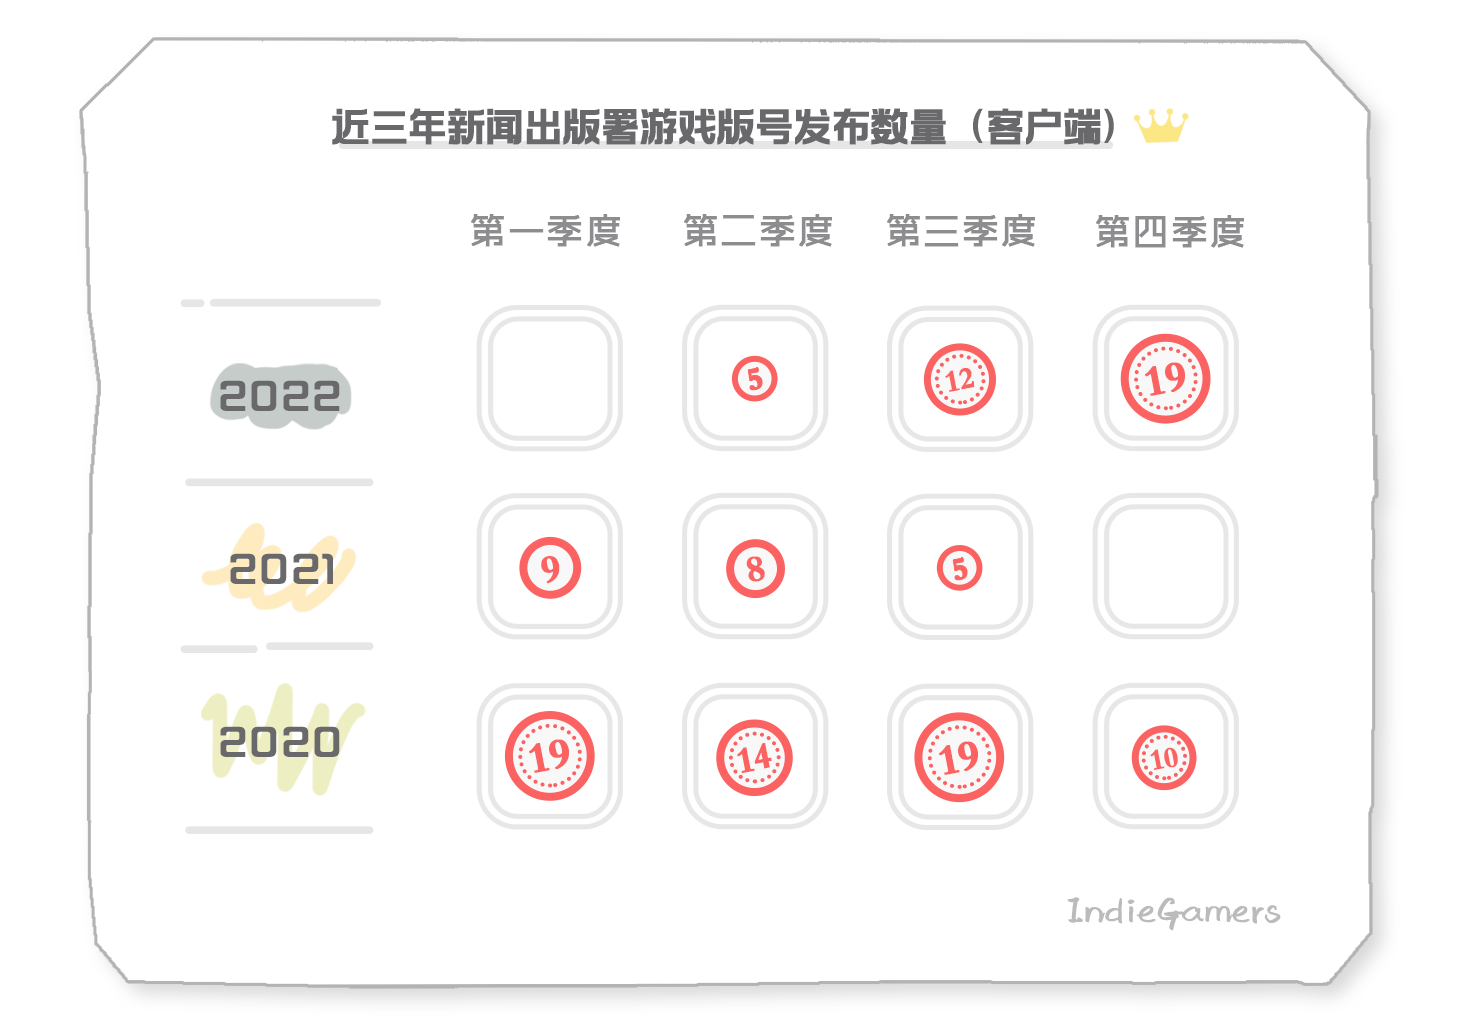 近三年新闻出版署游戏版号发布数量（客户端）
第一季度 第二季度 第三季度 第四季度
2022 5 12 19
2021 9 8 5
2020 19 14 19 10
IndieGamers